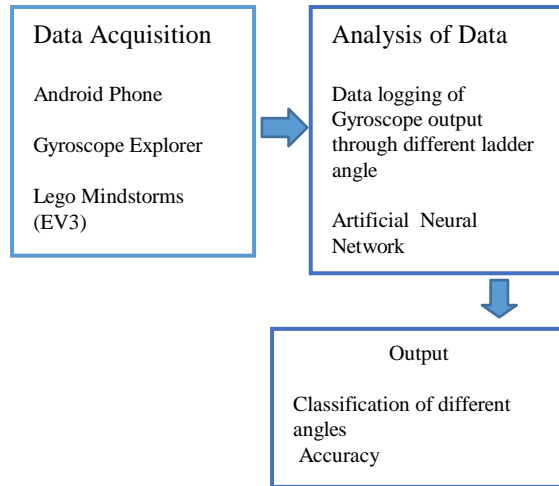 Data Acquisition
Android Phone
Gyroscope Explorer
Lego Mindstorms
(EV3)
Analysis of Data
Data logging of
Gyroscope output
through different ladder
angle
Artificial Neural
Network
Output
Classification of different
angles
Accuracy